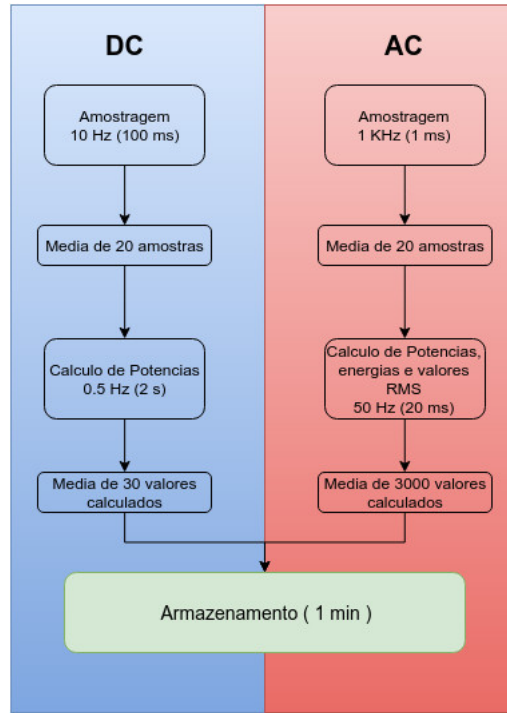 DC
Amostragem
10 Hz (100 ms)
Media de 20 amostras
Calculo de Potencias
0.5 Hz (2 s)
Media de 30 valores
calculados
AC
Amostragem
1 KHz (1 ms)
Media de 20 amostras
Calculo de Potencias,
energias e valores
RMS
50 Hz (20 ms)
Media de 3000 valores
calculados
Armazenamento ( 1 min )